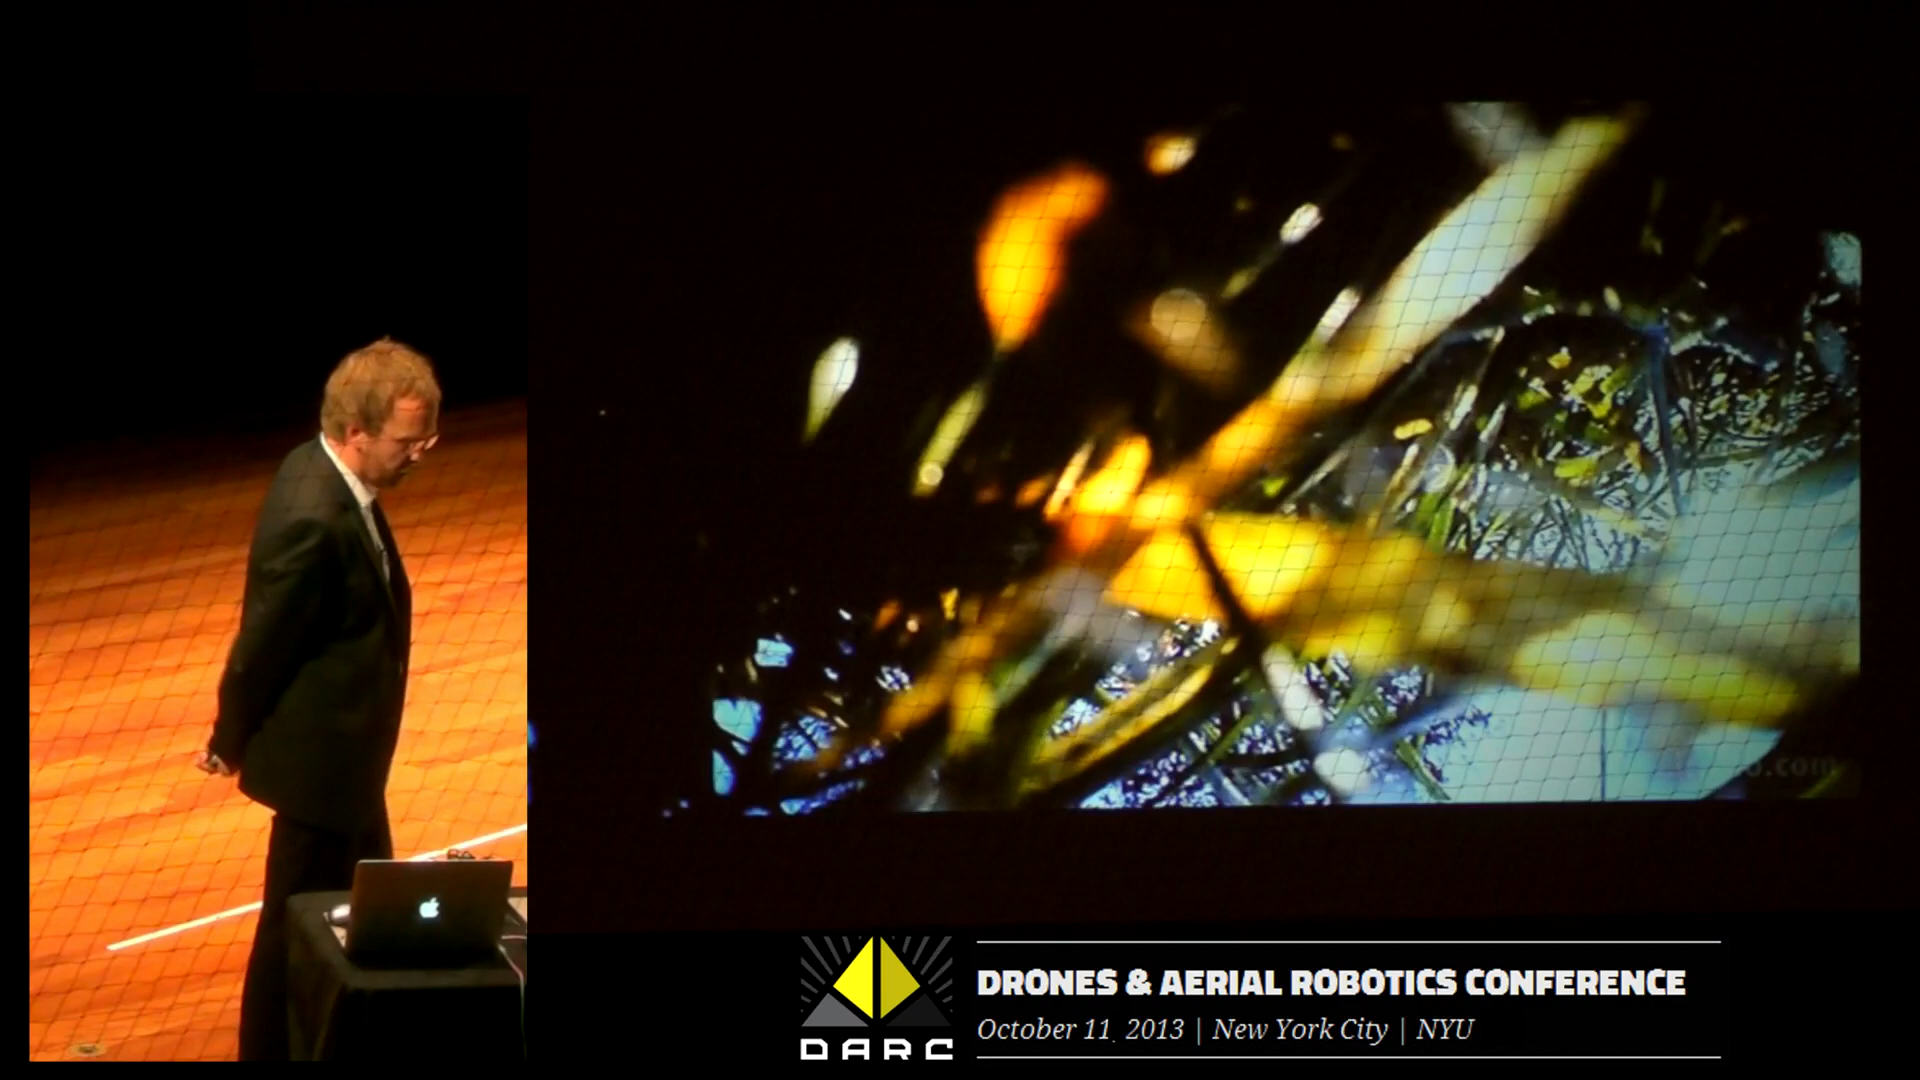 DRONES & AERIAL ROBOTICS CONFERENCE
October 11, 2013 | New York City | NYU
DARC